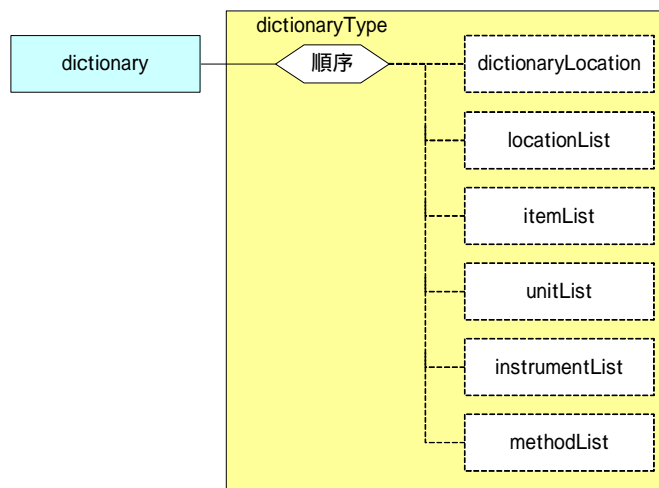 dictionaryType
dictionary
順序
dictionaryLocation
locationList
itemList
unitList
instrumentList
methodList